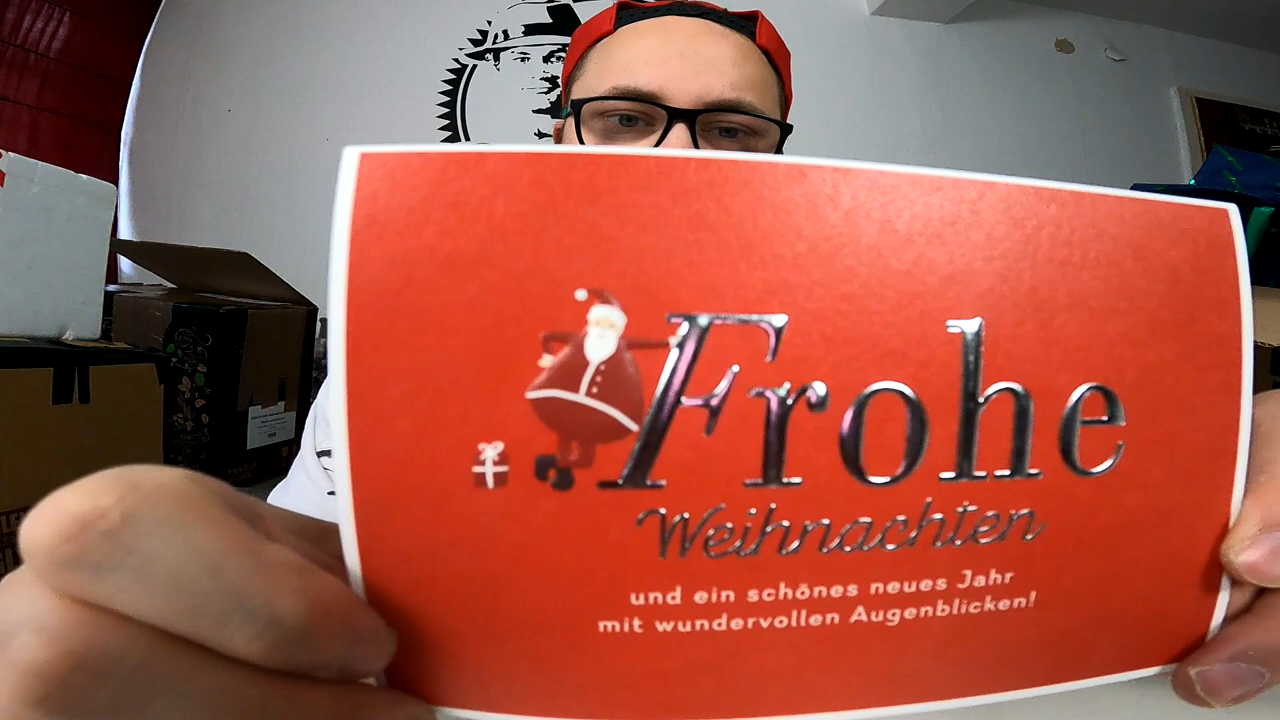 Frohe
Weihnachten
und ein schönes neues Jahr
mit wundervollen Augenblicken!